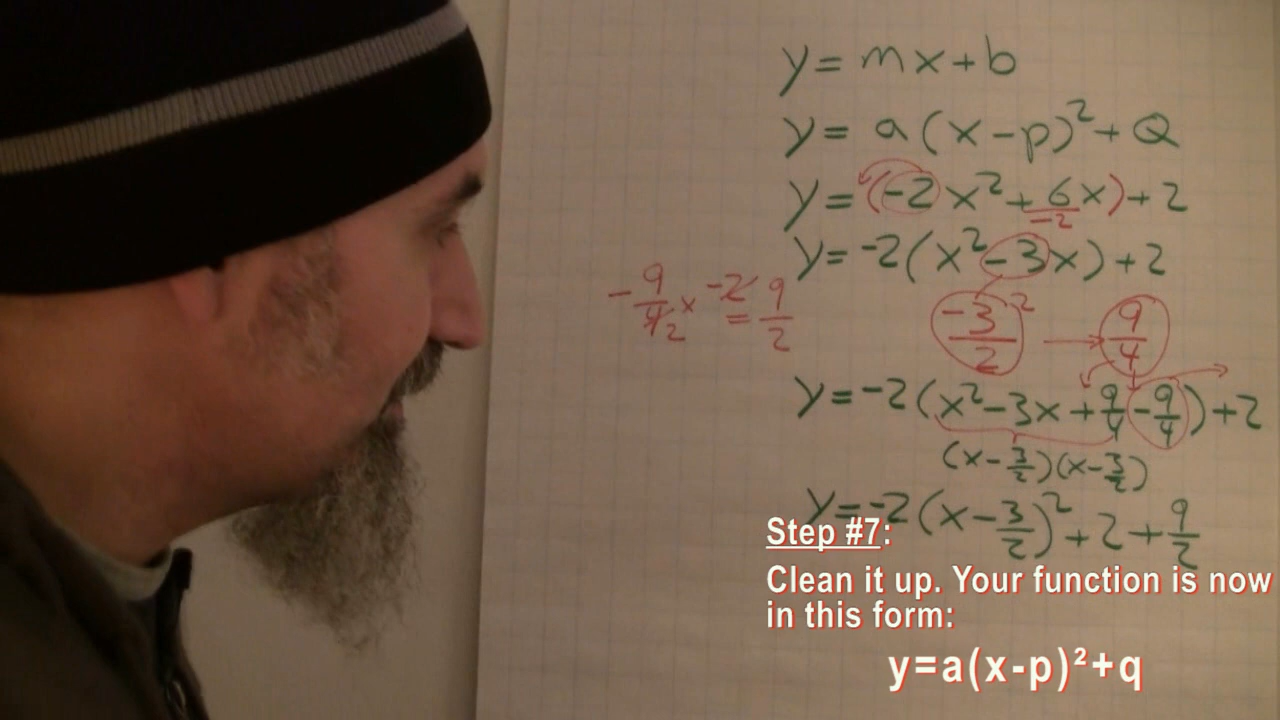 y = mx+b
y = a(x-p)²+Q
y = (-2x²+6x)+2
-2
y = -2(x²-3x)+2
-9/4 2 x -2 = 9/2
-3/2 ² → 9/4
y = -2(x²-3x+9/4-9/4)+2
(x-3/2)(x-3/2)
y = -2(x-3/2)²+2+9/2
Step #7:
Clean it up. Your function is now
in this form:
y=a(x-p)²+q